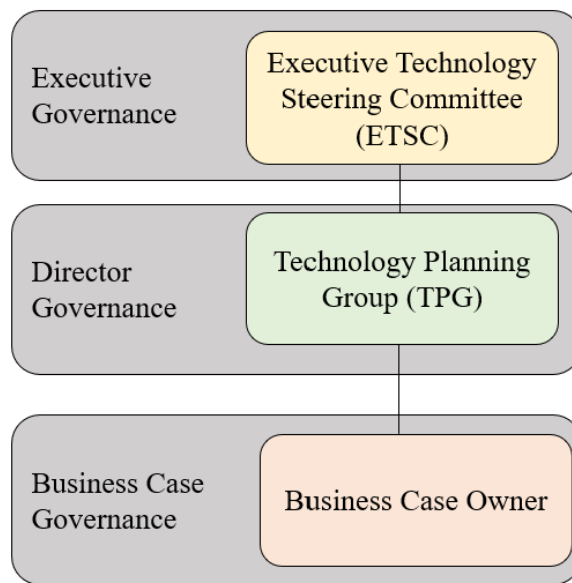 Executive
Governance
Executive Technology
Steering Committee
(ETSC)
Director
Governance
Technology Planning
Group (TPG)
Business Case
Governance
Business Case Owner